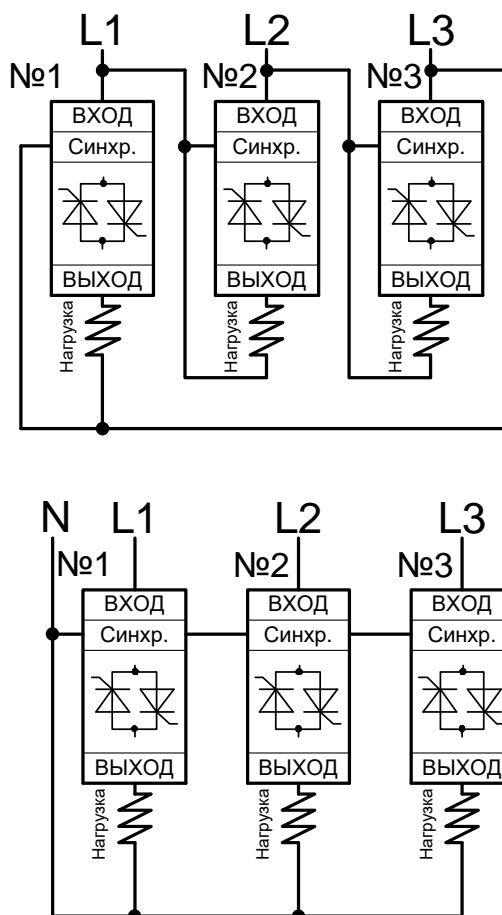 L1 L2 L3
№1 №2 №3
ВХОД ВХОД ВХОД
Синхр. Синхр. Синхр.
ВЫХОД ВЫХОД ВЫХОД
Нагрузка Нагрузка Нагрузка
N L1 L2 L3
№1 №2 №3
ВХОД ВХОД ВХОД
Синхр. Синхр. Синхр.
ВЫХОД ВЫХОД ВЫХОД
Нагрузка Нагрузка Нагрузка